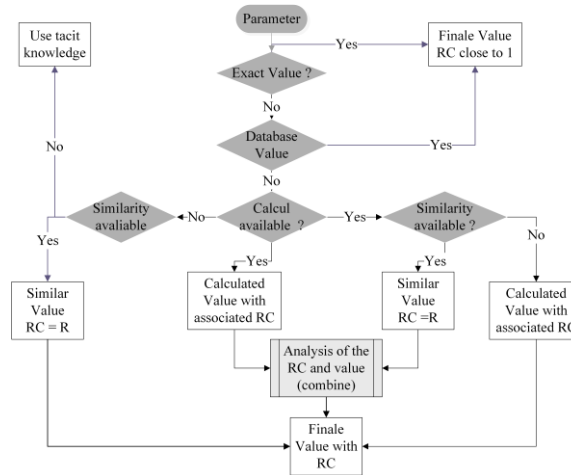 Parameter
Use tacit
knowledge
Yes
Finale Value
RC close to 1
Exact Value ?
No
Database
Value
Yes
No
No
Similarity
avaliable
No
Calcul
available ?
Yes
Similarity
available ?
No
Yes
Yes
Yes
Similar
Value
RC = R
Calculated
Value with
associated RC
Similar
Value
RC =R
Calculated
Value with
associated RC
Analysis of the
RC and value
(combine)
Finale
Value with
RC